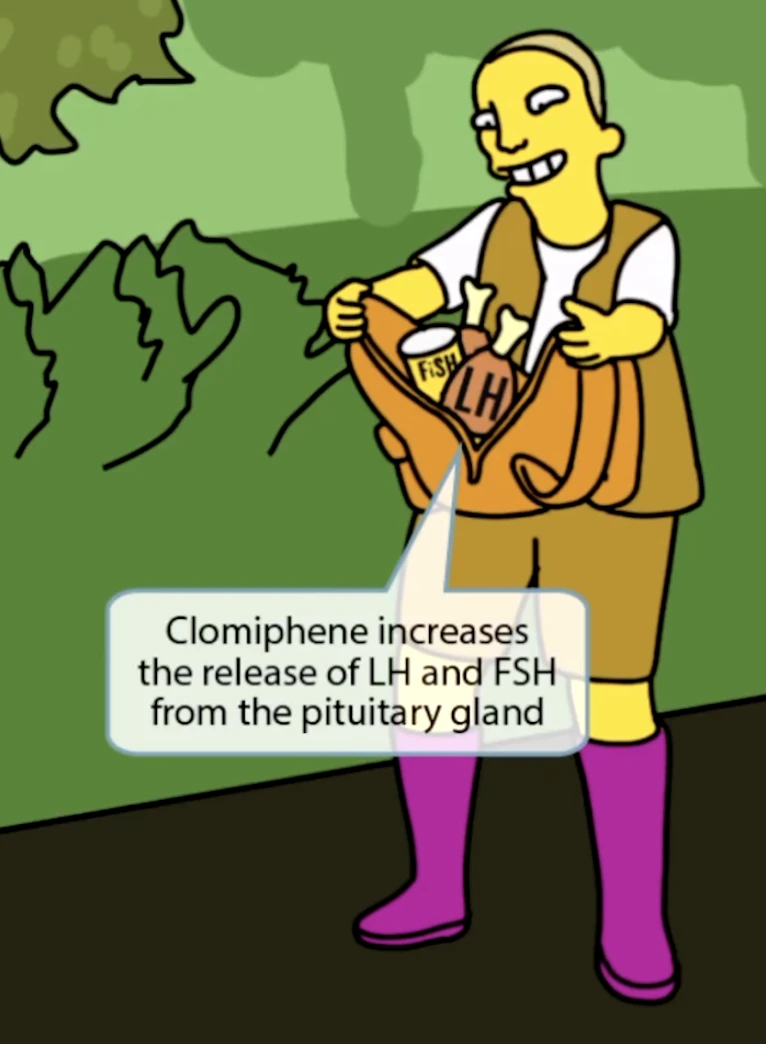 FiSH
LH
Clomiphene increases
the release of LH and FSH
from the pituitary gland